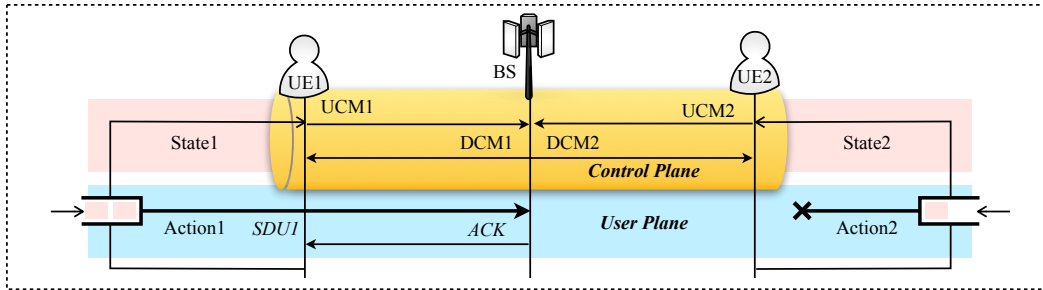 UE1
BS
UE2
UCM1
UCM2
State1
DCM1
DCM2
State2
Control Plane
Action1
SDU1
ACK
User Plane
Action2